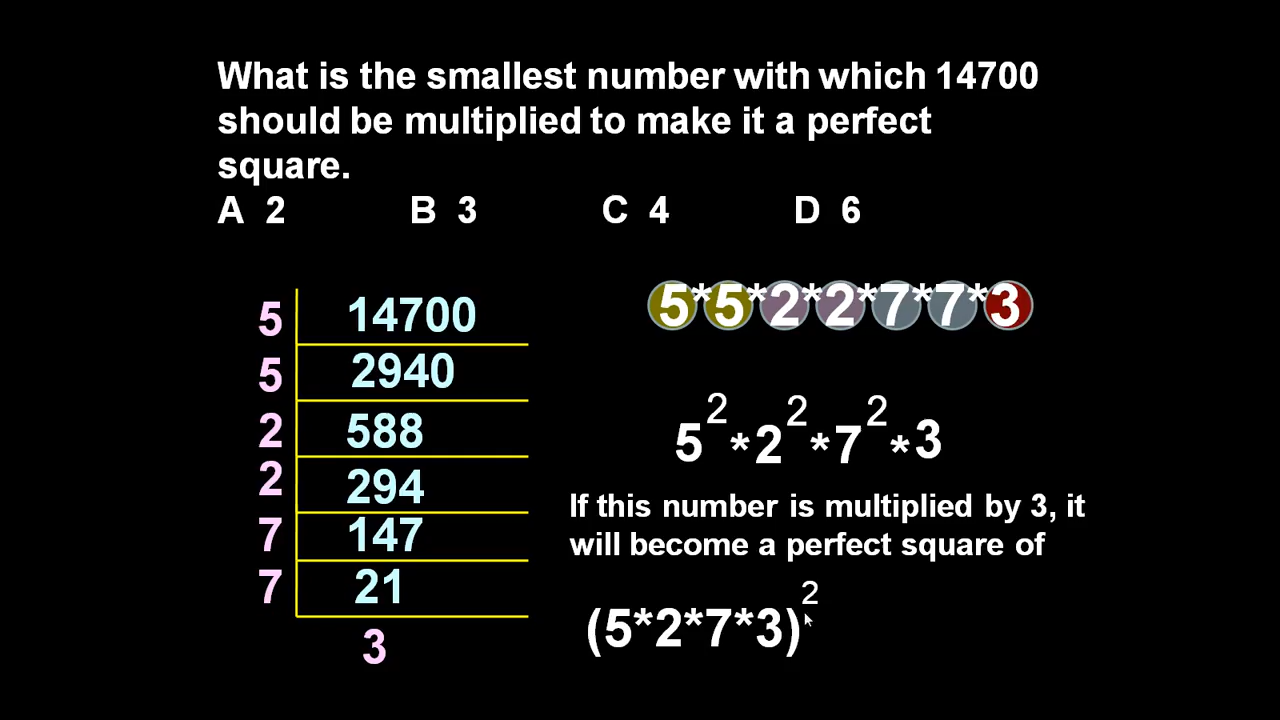 What is the smallest number with which 14700
should be multiplied to make it a perfect
square.
A 2 B 3 C 4 D 6
5 14700
5 2940
2 588
2 294
7 147
7 21
3
5*5*2*2*7*7*3
5²*2²*7²*3
If this number is multiplied by 3, it
will become a perfect square of
(5*2*7*3)²